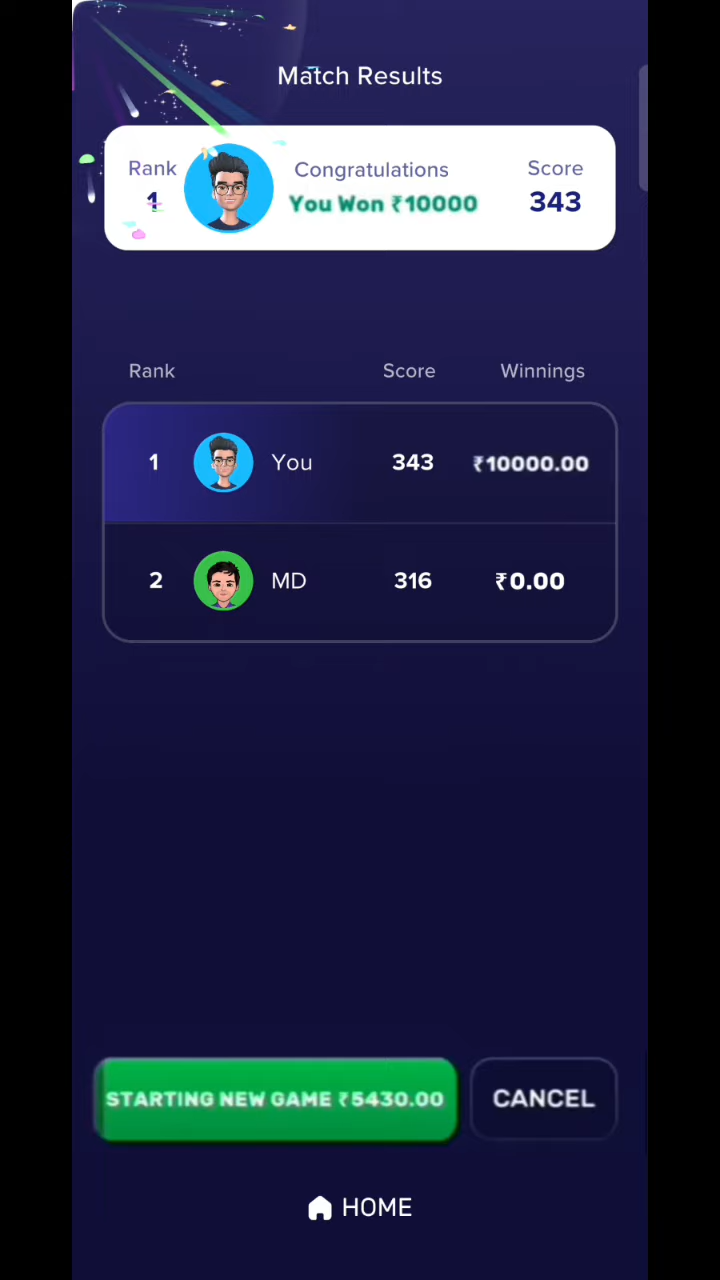 Match Results
Rank Congratulations Score
1 You Won ₹10000 343
Rank Score Winnings
1 You 343 ₹10000.00
2 MD 316 ₹0.00
STARTING NEW GAME ₹5430.00 CANCEL
HOME